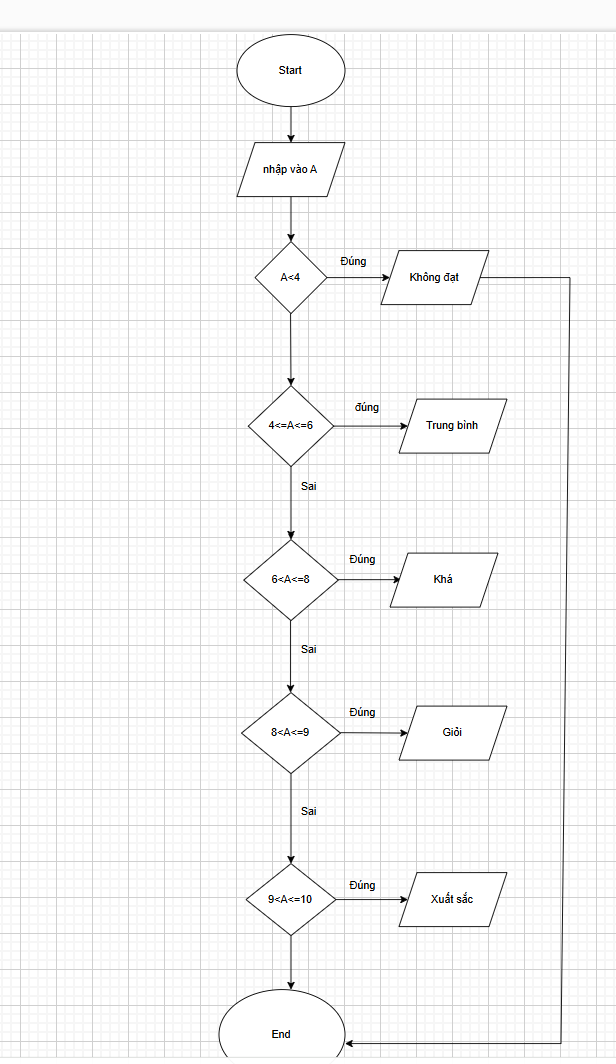 Start
nhập vào A
Đúng
A<4
Không đạt
đúng
4<=A<=6
Trung bình
Sai
Đúng
6<A<=8
Khá
Sai
Đúng
8<A<=9
Giỏi
Sai
Đúng
9<A<=10
Xuất sắc
End